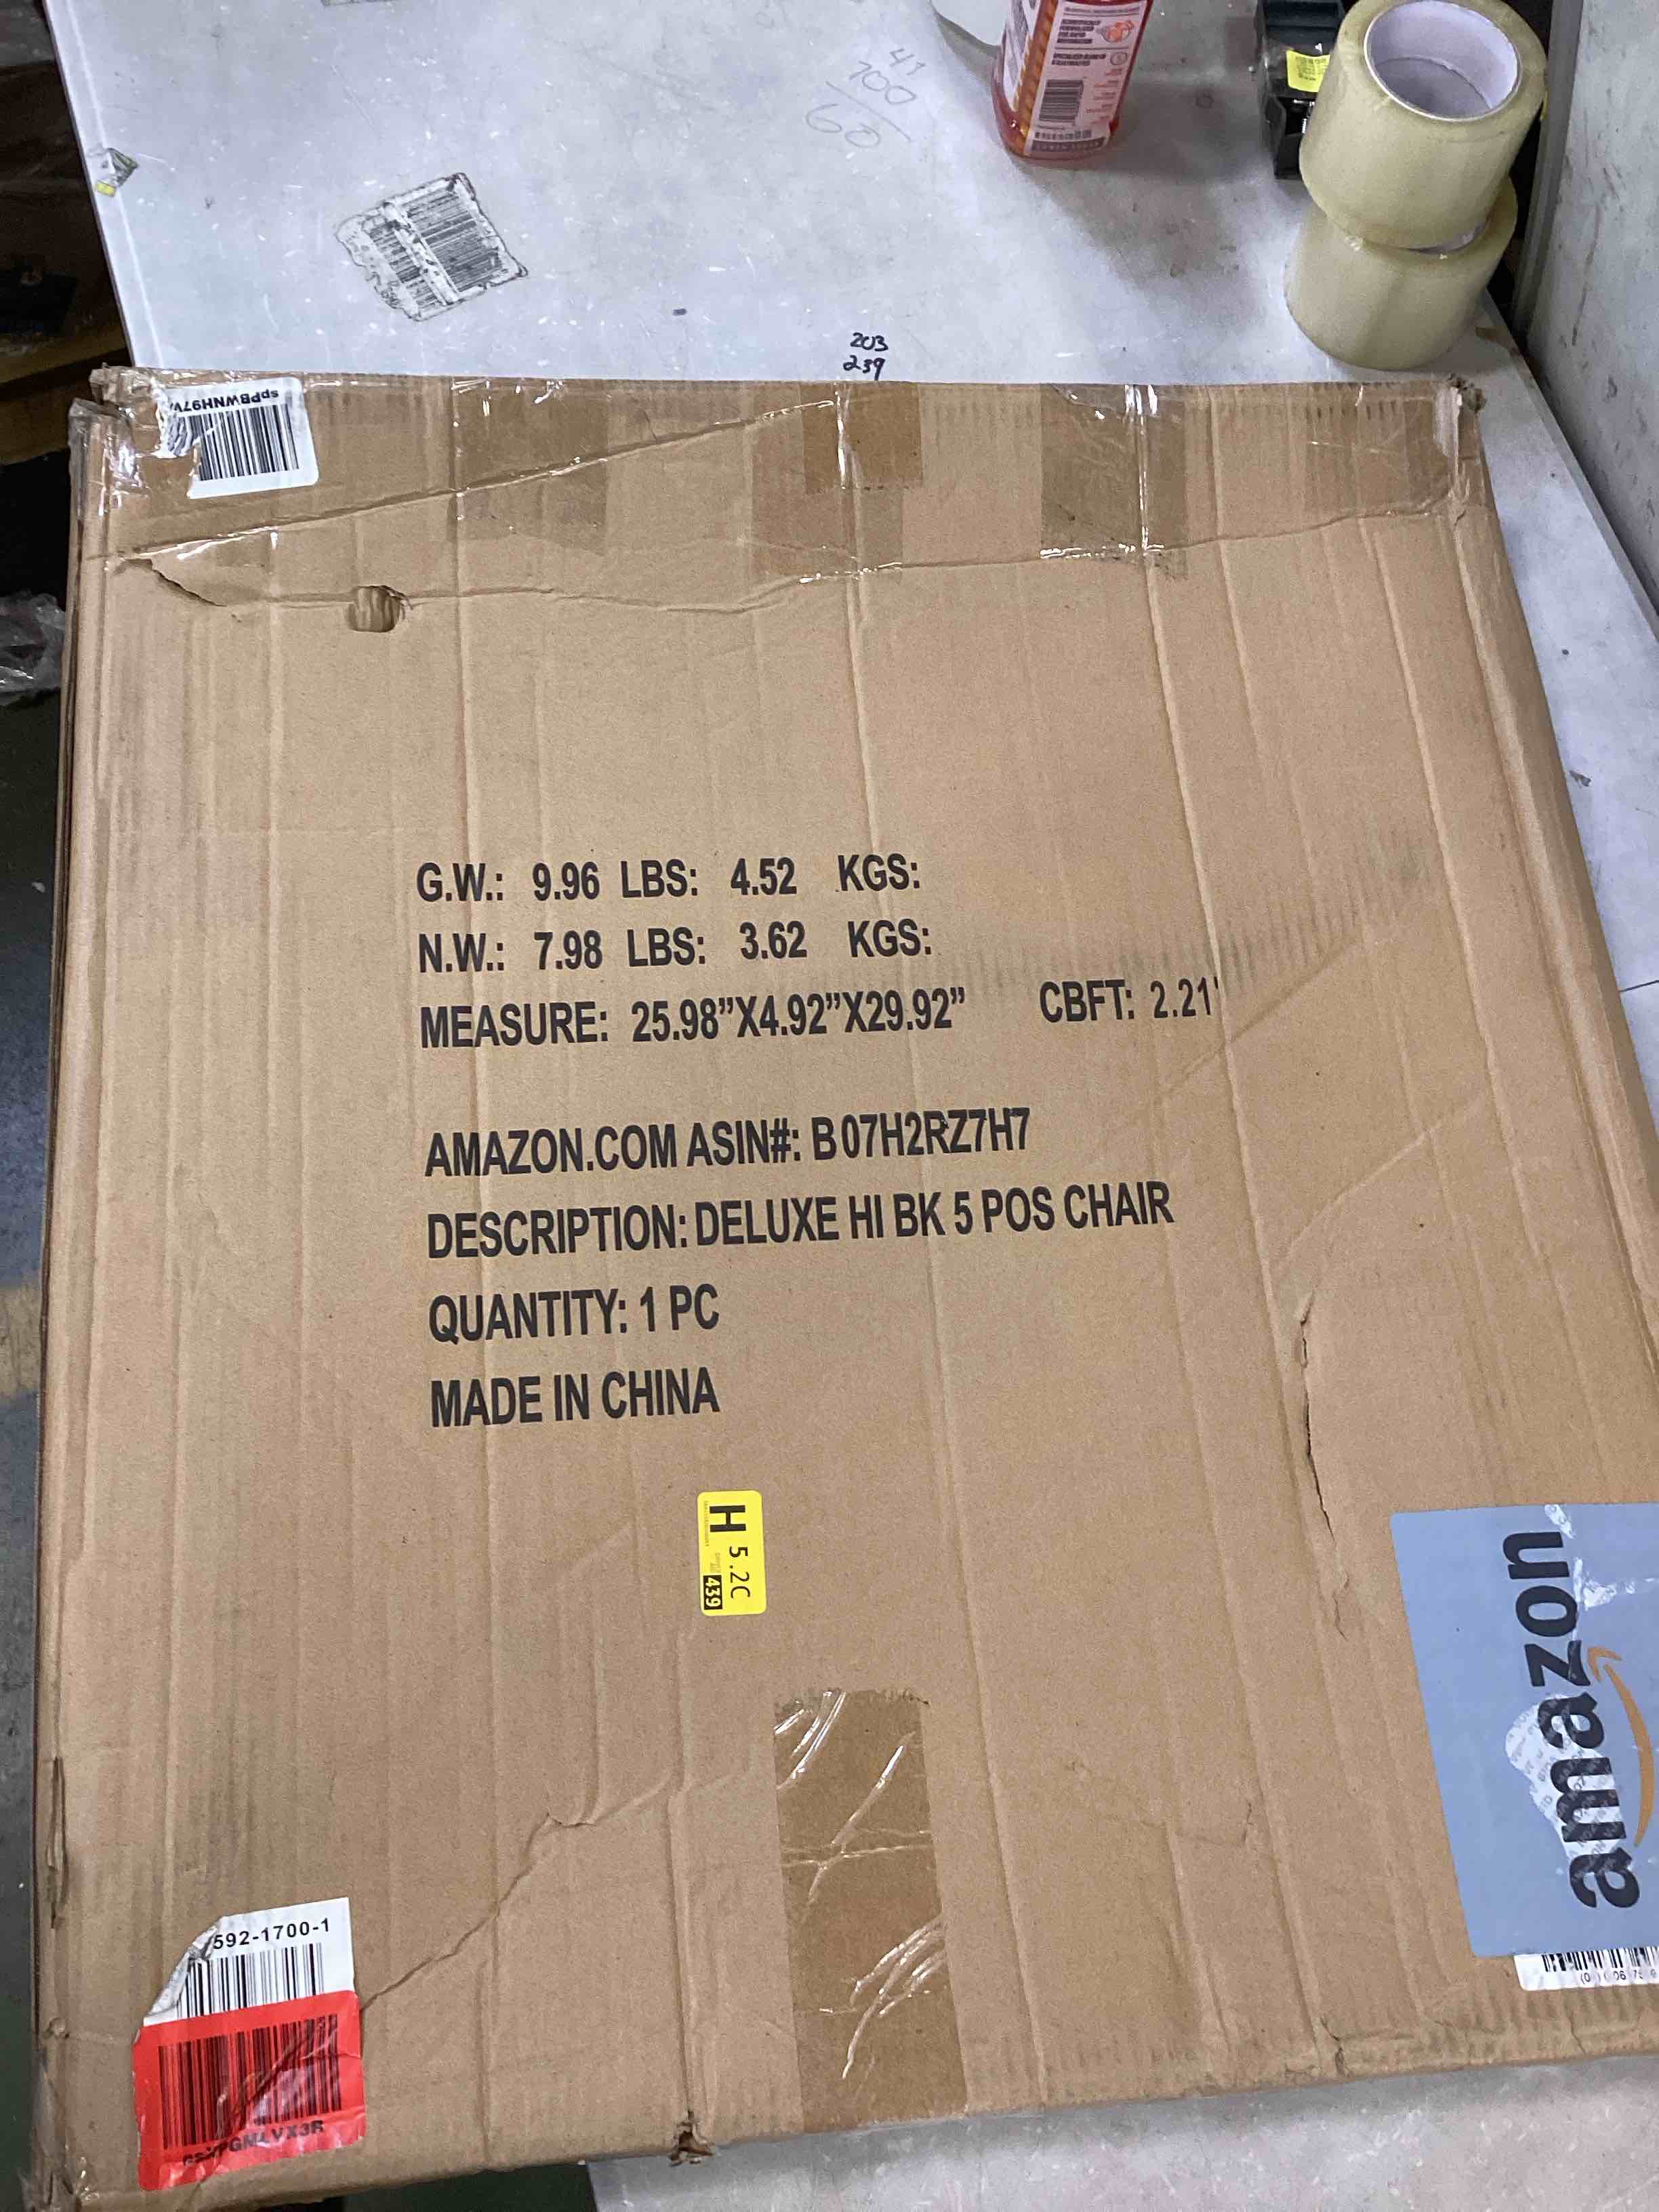 41
700
60
203
239
spPBWNH97V
G.W.: 9.96 LBS: 4.52 KGS:
N.W.: 7.98 LBS: 3.62 KGS:
MEASURE: 25.98”X4.92”X29.92” CBFT: 2.21'
AMAZON.COM ASIN#: B07H2RZ7H7
DESCRIPTION: DELUXE HI BK 5 POS CHAIR
QUANTITY: 1 PC
MADE IN CHINA
H 5.2C
439
amazon
592-1700-1